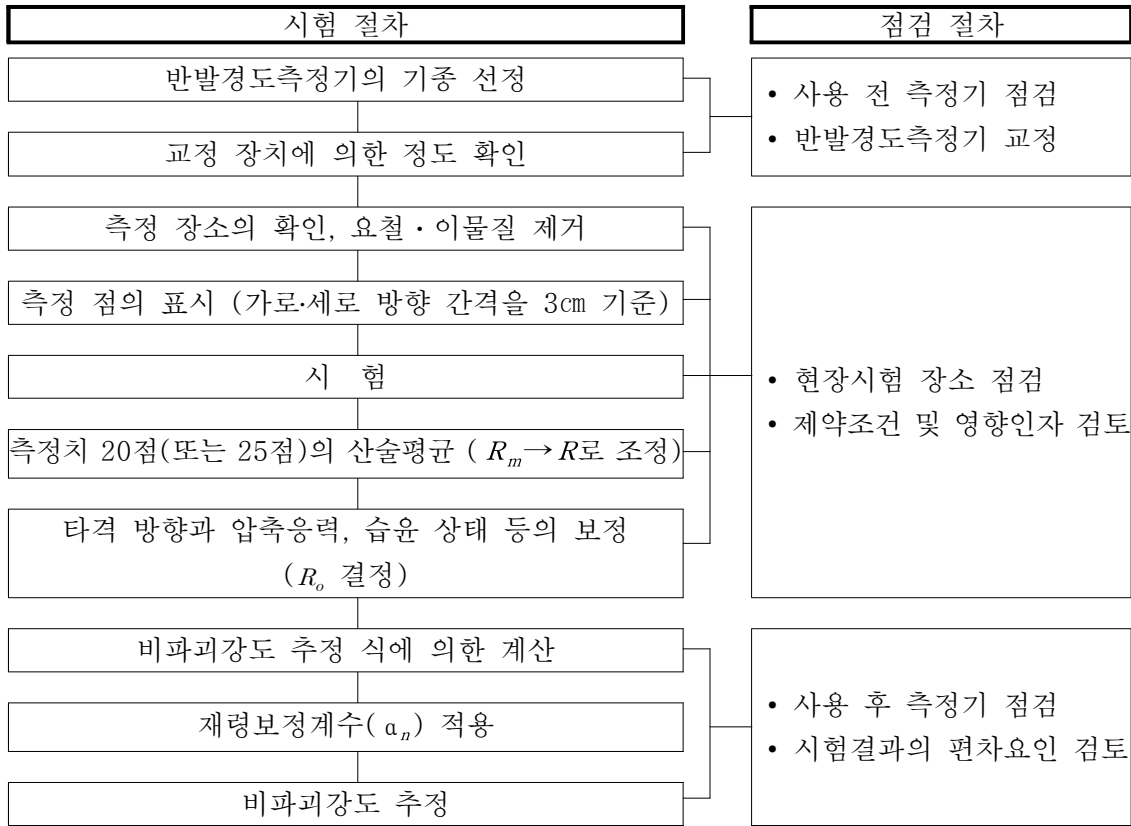 시험 절차
반발경도측정기의 기종 선정
교정 장치에 의한 정도 확인
측정 장소의 확인, 요철·이물질 제거
측정 점의 표시 (가로·세로 방향 간격을 3㎝ 기준)
시 험
측정치 20점(또는 25점)의 산술평균 ( Rm→R로 조정)
타격 방향과 압축응력, 습윤 상태 등의 보정
(Ro 결정)
비파괴강도 추정 식에 의한 계산
재령보정계수( αn) 적용
비파괴강도 추정
점검 절차
• 사용 전 측정기 점검
• 반발경도측정기 교정
• 현장시험 장소 점검
• 제약조건 및 영향인자 검토
• 사용 후 측정기 점검
• 시험결과의 편차요인 검토